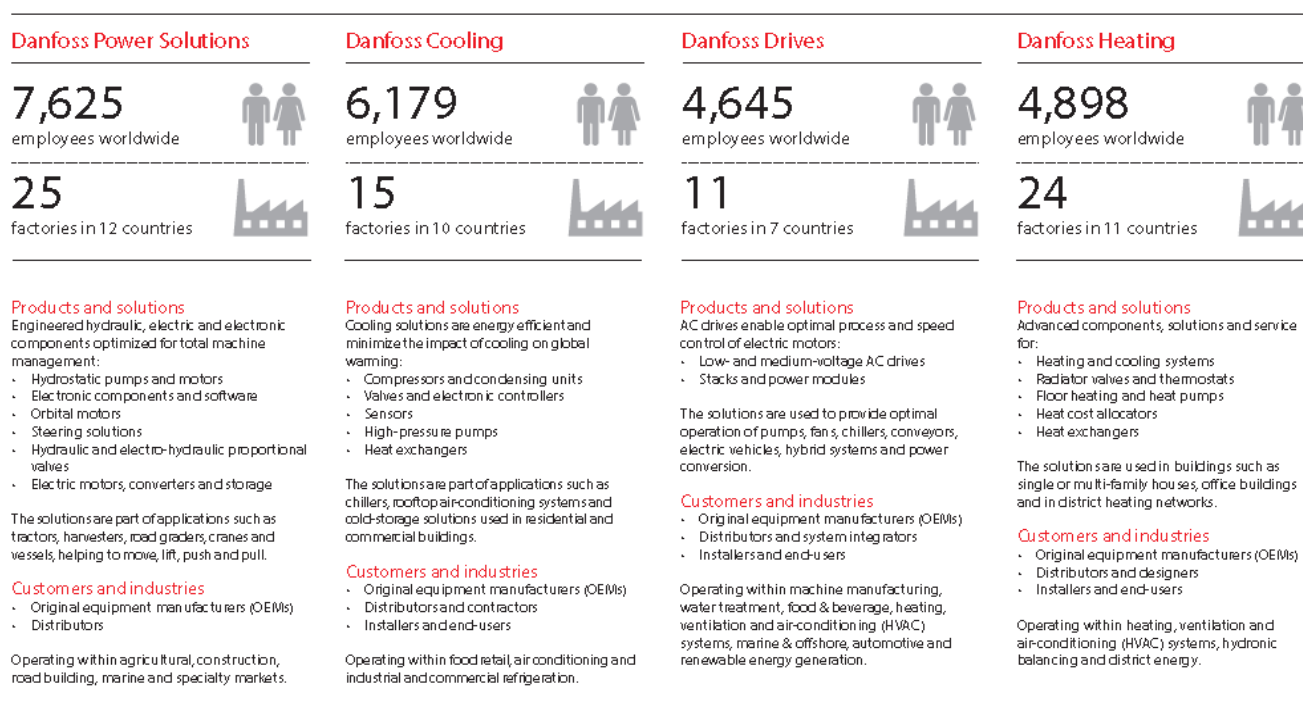 Danfoss Power Solutions
7,625
employees worldwide
25
factories in 12 countries
Products and solutions
Engineered hydraulic, electric and electronic
components optimized for total machine
management:
• Hydrostatic pumps and motors
• Electronic components and software
• Orbital motors
• Steering solutions
• Hydraulic and electro-hydraulic proportional
valves
• Electric motors, converters and storage
The solutions are part of applications such as
tractors, harvesters, road graders, cranes and
vessels, helping to move, lift, push and pull.
Customers and industries
• Original equipment manufacturers (OEMs)
• Distributors
Operating within agricultural, construction,
road building, marine and specialty markets.
Danfoss Cooling
6,179
employees worldwide
15
factories in 10 countries
Products and solutions
Cooling solutions are energy efficient and
minimize the impact of cooling on global
warming:
• Compressors and condensing units
• Valves and electronic controllers
• Sensors
• High-pressure pumps
• Heat exchangers
The solutions are part of applications such as
chillers, rooftop air-conditioning systems and
cold-storage solutions used in residential and
commercial buildings.
Customers and industries
• Original equipment manufacturers (OEMs)
• Distributors and contractors
• Installers and end-users
Operating within food retail, air conditioning and
industrial and commercial refrigeration.
Danfoss Drives
4,645
employees worldwide
11
factories in 7 countries
Products and solutions
AC drives enable optimal process and speed
control of electric motors:
• Low- and medium-voltage AC drives
• Stacks and power modules
The solutions are used to provide optimal
operation of pumps, fans, chillers, conveyors,
electric vehicles, hybrid systems and power
conversion.
Customers and industries
• Original equipment manufacturers (OEMs)
• Distributors and system integrators
• Installers and end-users
Operating within machine manufacturing,
water treatment, food & beverage, heating,
ventilation and air-conditioning (HVAC)
systems, marine & offshore, automotive and
renewable energy generation.
Danfoss Heating
4,898
employees worldwide
24
factories in 11 countries
Products and solutions
Advanced components, solutions and service
for:
• Heating and cooling systems
• Radiator valves and thermostats
• Floor heating and heat pumps
• Heat cost allocators
• Heat exchangers
The solutions are used in buildings such as
single or multi-family houses, office buildings
and in district heating networks.
Customers and industries
• Original equipment manufacturers (OEMs)
• Distributors and designers
• Installers and end-users
Operating within heating, ventilation and
air-conditioning (HVAC) systems, hydronic
balancing and district energy.